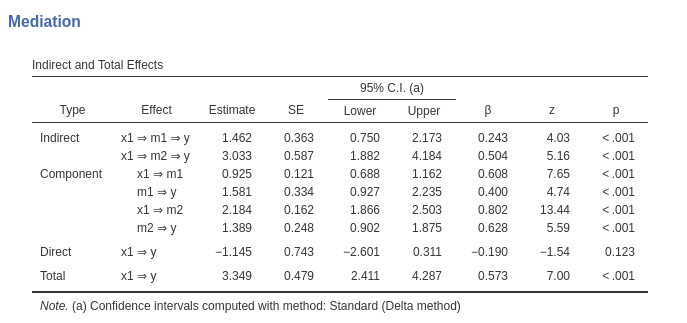 Mediation
Indirect and Total Effects
95% C.I. (a)
Type Effect Estimate SE Lower Upper β z p
Indirect x1 ⇒ m1 ⇒ y 1.462 0.363 0.750 2.173 0.243 4.03 < .001
x1 ⇒ m2 ⇒ y 3.033 0.587 1.882 4.184 0.504 5.16 < .001
Component x1 ⇒ m1 0.925 0.121 0.688 1.162 0.608 7.65 < .001
m1 ⇒ y 1.581 0.334 0.927 2.235 0.400 4.74 < .001
x1 ⇒ m2 2.184 0.162 1.866 2.503 0.802 13.44 < .001
m2 ⇒ y 1.389 0.248 0.902 1.875 0.628 5.59 < .001
Direct x1 ⇒ y −1.145 0.743 −2.601 0.311 −0.190 −1.54 0.123
Total x1 ⇒ y 3.349 0.479 2.411 4.287 0.573 7.00 < .001
Note. (a) Confidence intervals computed with method: Standard (Delta method)